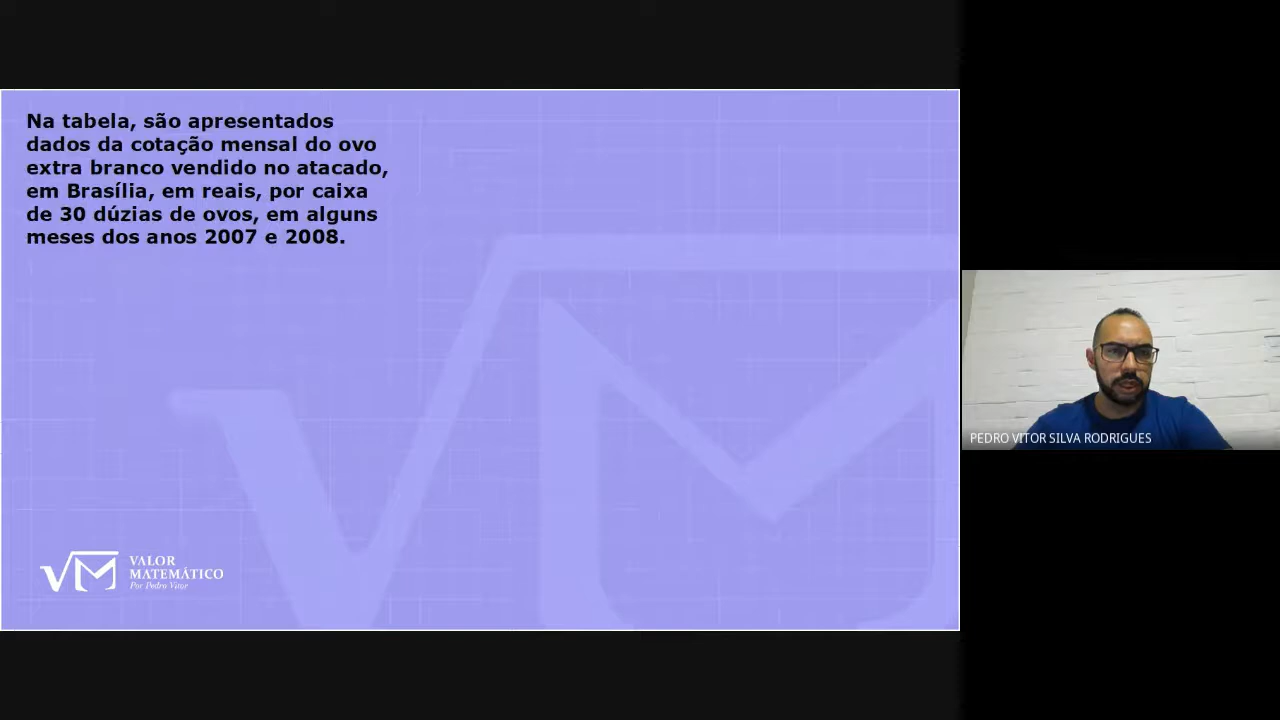 Na tabela, são apresentados
dados da cotação mensal do ovo
extra branco vendido no atacado,
em Brasília, em reais, por caixa
de 30 dúzias de ovos, em alguns
meses dos anos 2007 e 2008.
PEDRO VITOR SILVA RODRIGUES
VALOR
MATEMÁTICO
Por Pedro Vitor